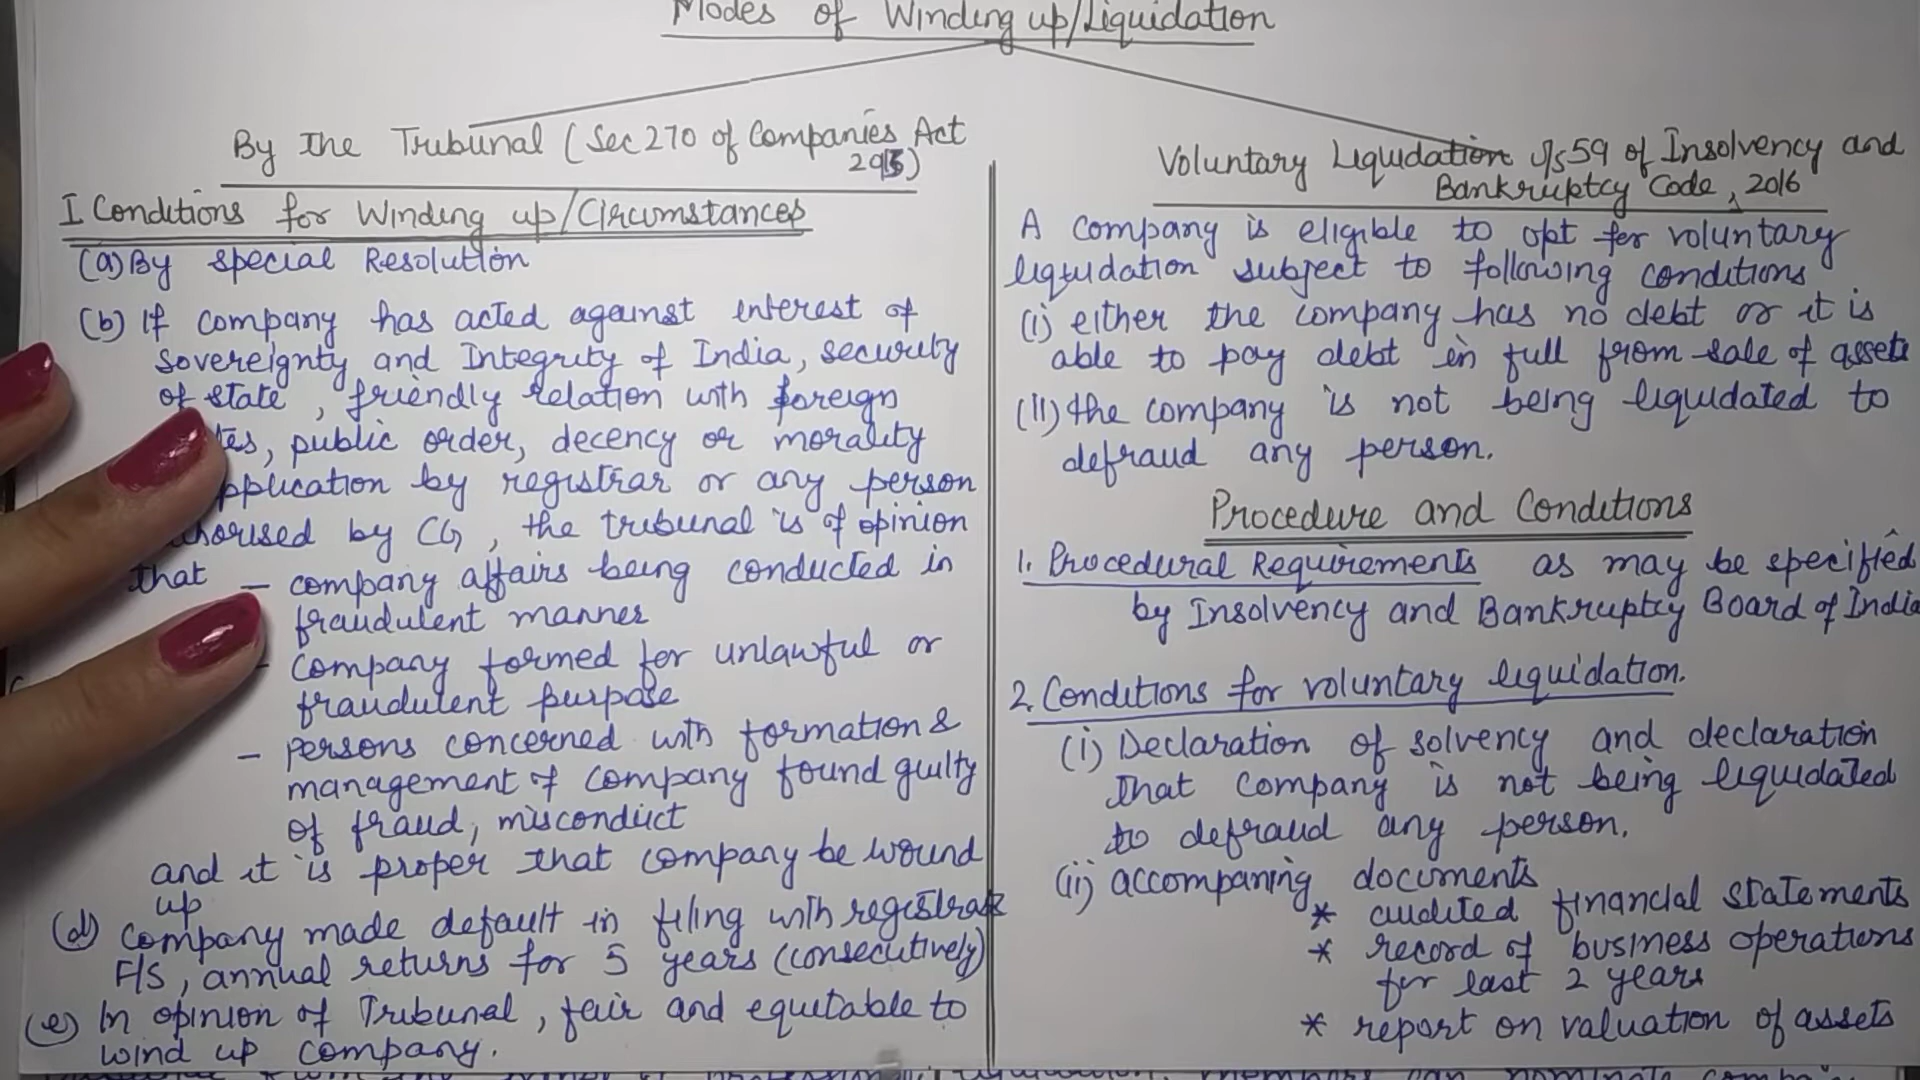 Modes of Winding up/Liquidation
By the Tribunal (Sec 270 of Companies Act
2013)
I Conditions for Winding up/Circumstances
(a) By special Resolution
(b) If company has acted against interest of
sovereignty and Integrity of India, security
of state, friendly relation with foreign
tes, public order, decency or morality
pplication by registrar or any person
horised by CG, the tribunal is of opinion
that - company affairs being conducted in
fraudulent manner
- company formed for unlawful or
fraudulent purpose
- persons concerned with formation &
management of company found guilty
of fraud, misconduct
and it is proper that company be wound
up
(d) company made default in filing with registrar
F/S, annual returns for 5 years (consecutively)
(e) In opinion of Tribunal, fair and equitable to
wind up company.
Voluntary Liquidation u/s 59 of Insolvency and
Bankruptcy Code, 2016
A company is eligible to opt for voluntary
liquidation subject to following conditions
(i) either the company has no debt or it is
able to pay debt in full from sale of assets
(ii) the company is not being liquidated to
defraud any person.
Procedure and Conditions
1. Procedural Requirements as may be specified
by Insolvency and Bankruptcy Board of India
2. Conditions for voluntary liquidation.
(i) Declaration of solvency and declaration
that company is not being liquidated
to defraud any person.
(ii) accompaning documents
* audited financial statements
* record of business operations
for last 2 years
* report on valuation of assets